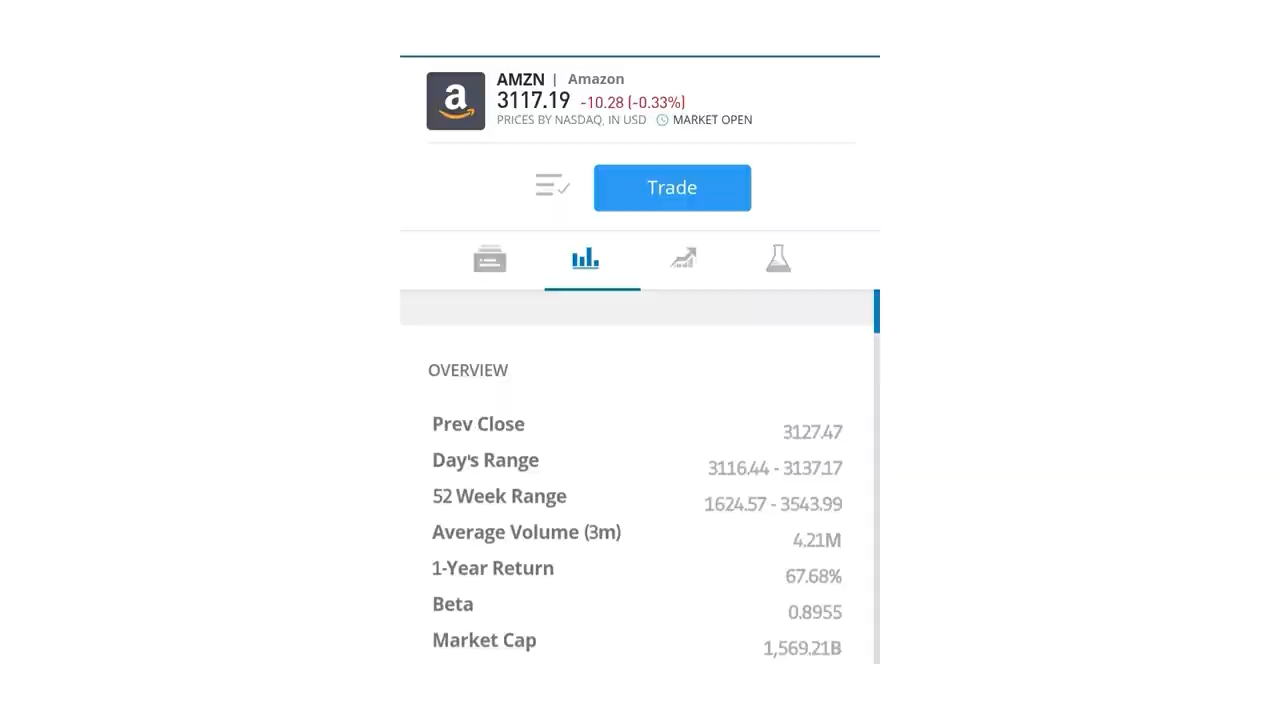 AMZN | Amazon
3117.19 -10.28 (-0.33%)
PRICES BY NASDAQ, IN USD MARKET OPEN
Trade
OVERVIEW
Prev Close 3127.47
Day's Range 3116.44 - 3137.17
52 Week Range 1624.57 - 3543.99
Average Volume (3m) 4.21M
1-Year Return 67.68%
Beta 0.8955
Market Cap 1,569.21B